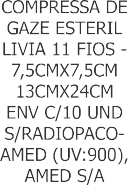 COMPRESSA DE
GAZE ESTERIL
LIVIA 11 FIOS -
7,5CMX7,5CM
13CMX24CM
ENV C/10 UND
S/RADIOPACO-
AMED (UV:900),
AMED S/A